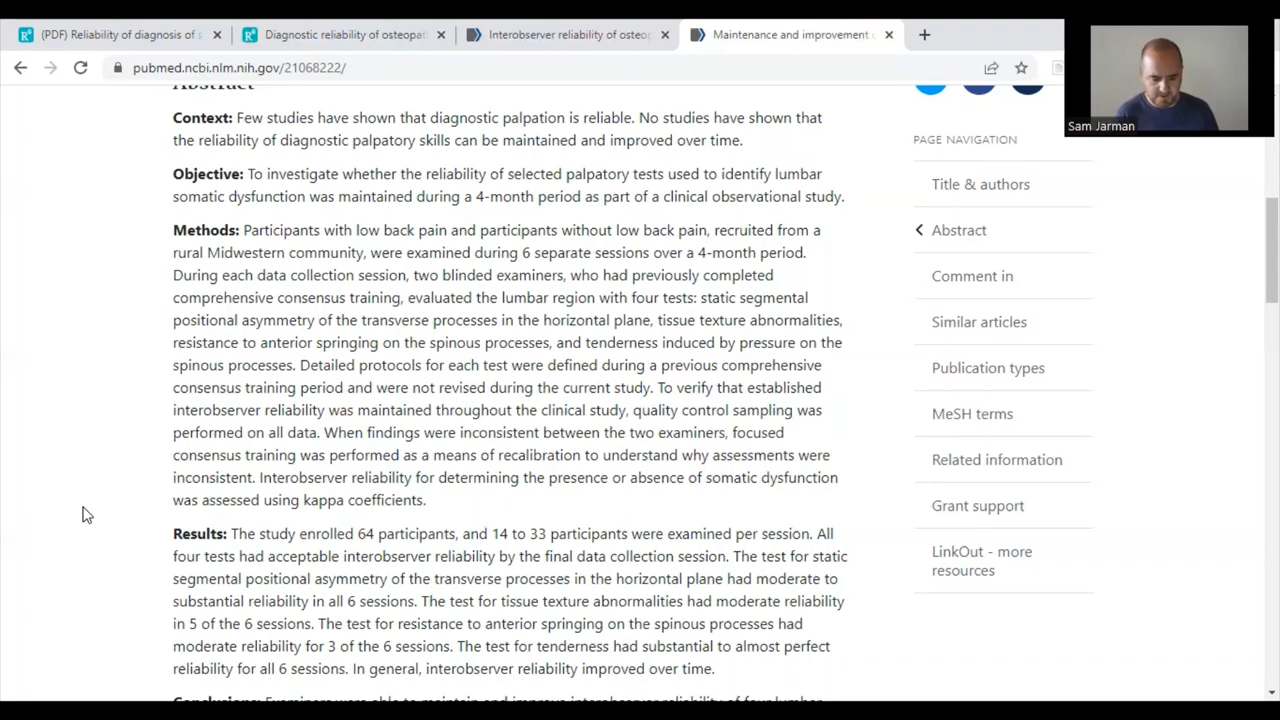 (PDF) Reliability of diagnosis of s
Diagnostic reliability of osteopat
Interobserver reliability of osteop
Maintenance and improvement o
pubmed.ncbi.nlm.nih.gov/21068222/
Sam Jarman
Abstract
Context: Few studies have shown that diagnostic palpation is reliable. No studies have shown that
the reliability of diagnostic palpatory skills can be maintained and improved over time.
Objective: To investigate whether the reliability of selected palpatory tests used to identify lumbar
somatic dysfunction was maintained during a 4-month period as part of a clinical observational study.
Methods: Participants with low back pain and participants without low back pain, recruited from a
rural Midwestern community, were examined during 6 separate sessions over a 4-month period.
During each data collection session, two blinded examiners, who had previously completed
comprehensive consensus training, evaluated the lumbar region with four tests: static segmental
positional asymmetry of the transverse processes in the horizontal plane, tissue texture abnormalities,
resistance to anterior springing on the spinous processes, and tenderness induced by pressure on the
spinous processes. Detailed protocols for each test were defined during a previous comprehensive
consensus training period and were not revised during the current study. To verify that established
interobserver reliability was maintained throughout the clinical study, quality control sampling was
performed on all data. When findings were inconsistent between the two examiners, focused
consensus training was performed as a means of recalibration to understand why assessments were
inconsistent. Interobserver reliability for determining the presence or absence of somatic dysfunction
was assessed using kappa coefficients.
Results: The study enrolled 64 participants, and 14 to 33 participants were examined per session. All
four tests had acceptable interobserver reliability by the final data collection session. The test for static
segmental positional asymmetry of the transverse processes in the horizontal plane had moderate to
substantial reliability in all 6 sessions. The test for tissue texture abnormalities had moderate reliability
in 5 of the 6 sessions. The test for resistance to anterior springing on the spinous processes had
moderate reliability for 3 of the 6 sessions. The test for tenderness had substantial to almost perfect
reliability for all 6 sessions. In general, interobserver reliability improved over time.
Conclusions: Examiners were able to maintain and improve interobserver reliability of four lumbar
PAGE NAVIGATION
Title & authors
Abstract
Comment in
Similar articles
Publication types
MeSH terms
Related information
Grant support
LinkOut - more
resources